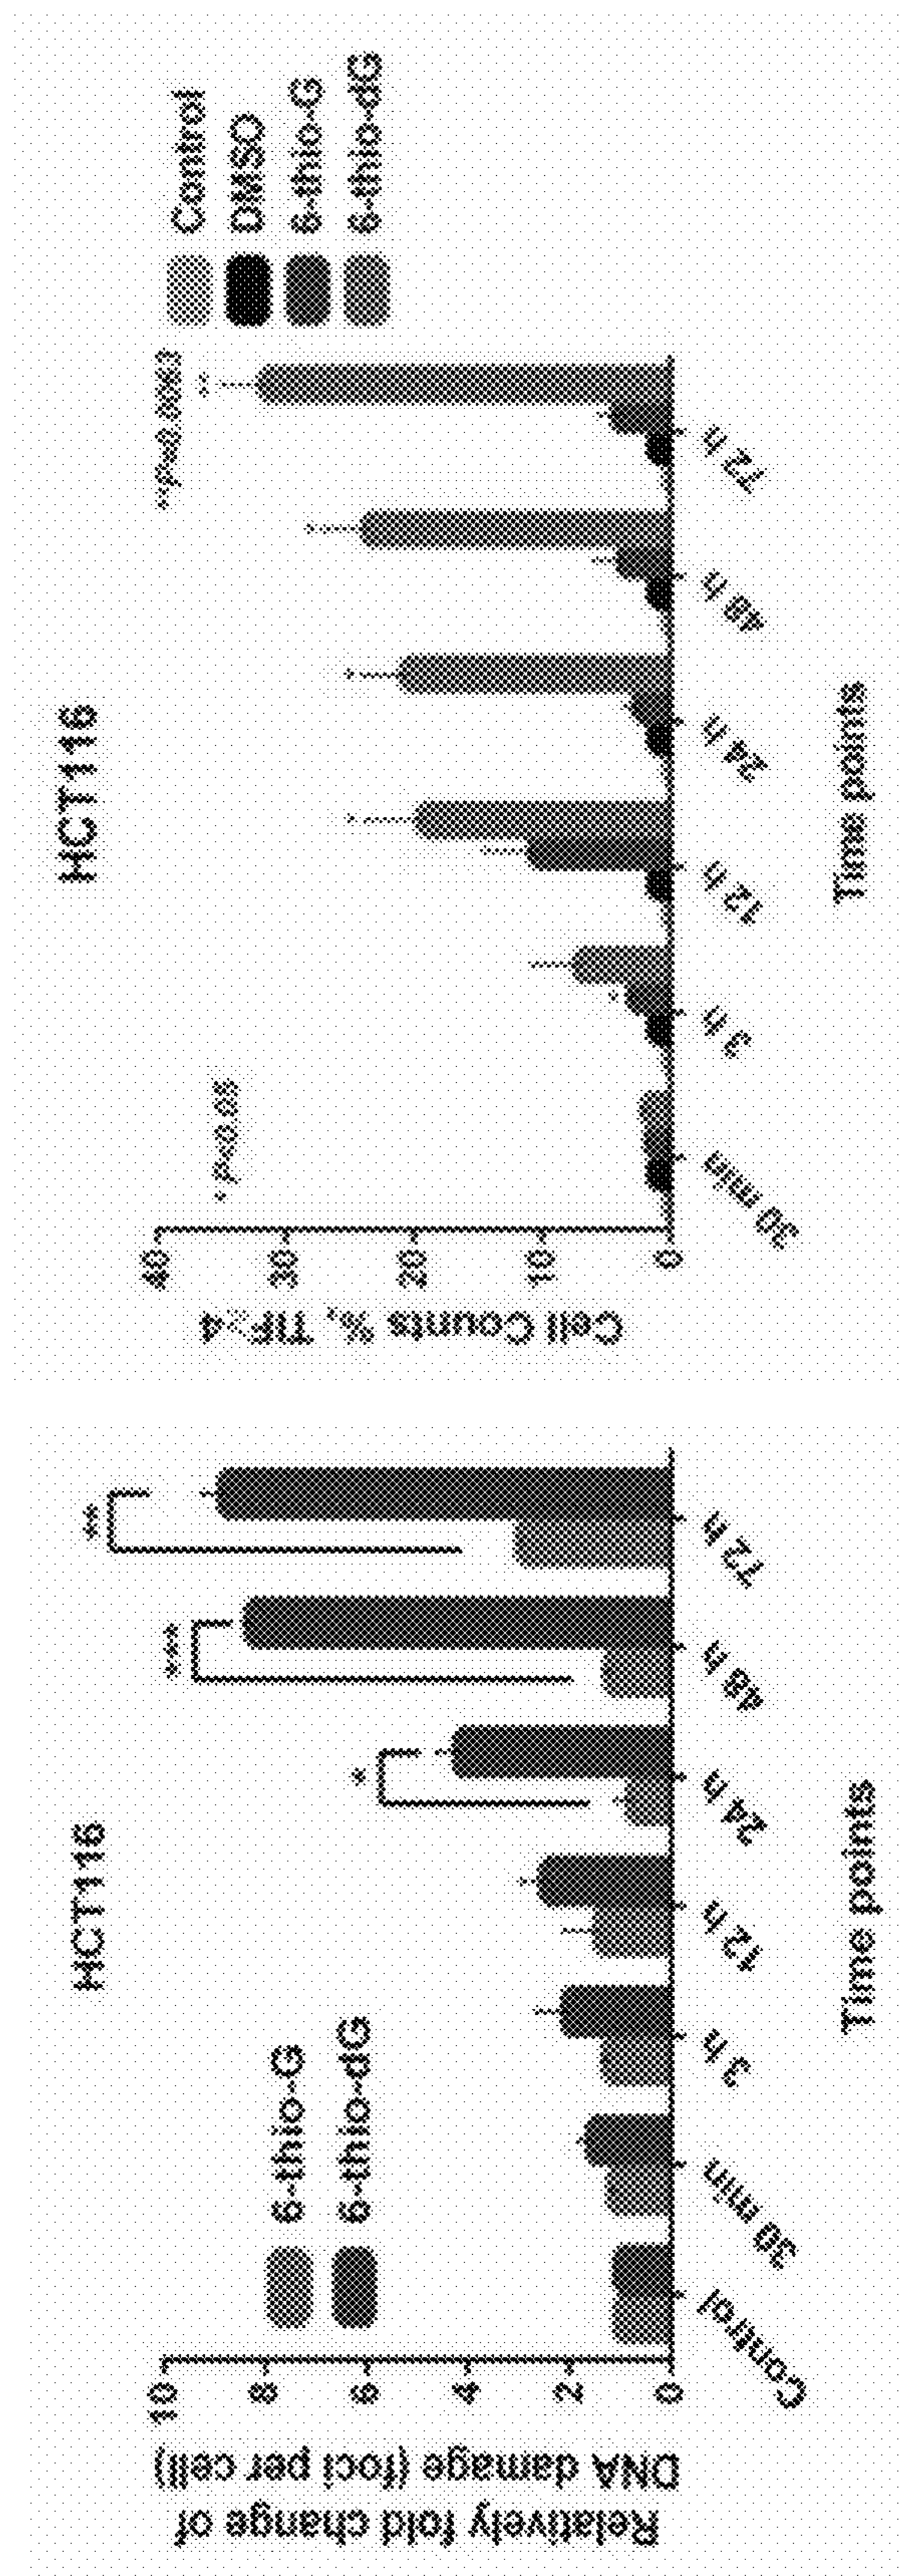 HCT116
6-thio-G
6-thio-dG
***
****
*
Relatively fold change of
DNA damage (foci per cell)
10
8
6
4
2
0
Control
30 min
3 h
12 h
24 h
48 h
72 h
Time points
HCT116
Control
DMSO
6-thio-G
6-thio-dG
* P<0.05
**
Cell Counts %, TIF≥4
40
30
20
10
0
30 min
3 h
12 h
24 h
48 h
72 h
Time points